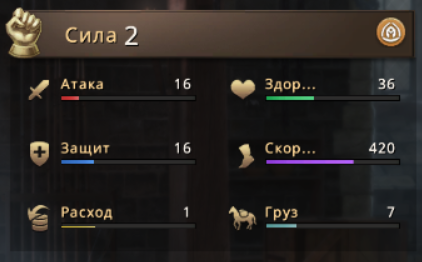 Сила 2
Атака 16
Здор... 36
Защит 16
Скор... 420
Расход 1
Груз 7